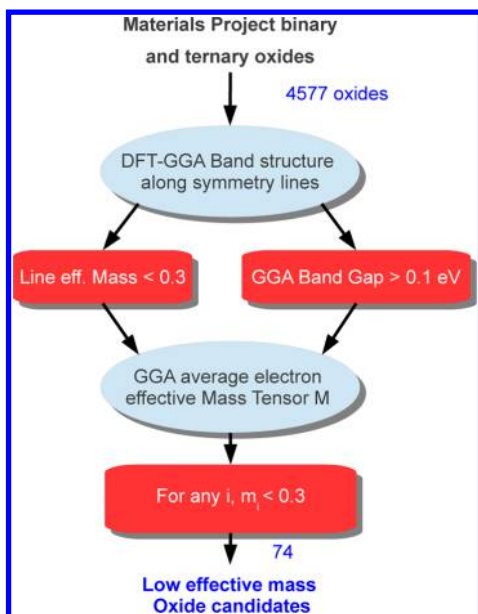 Materials Project binary
and ternary oxides
4577 oxides
DFT-GGA Band structure
along symmetry lines
Line eff. Mass < 0.3
GGA Band Gap > 0.1 eV
GGA average electron
effective Mass Tensor M
For any i, mᵢ < 0.3
74
Low effective mass
Oxide candidates